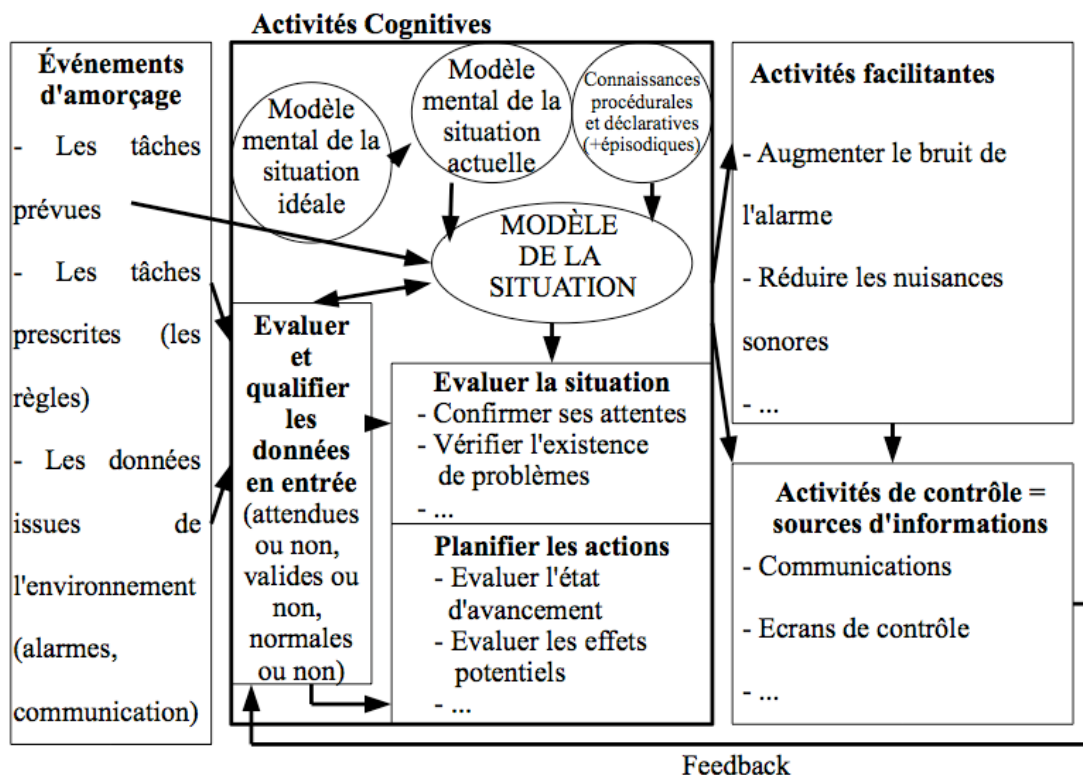 Activités Cognitives
Événements
d'amorçage
- Les tâches
prévues
- Les tâches
prescrites (les
règles)
- Les données
issues de
l'environnement
(alarmes,
communication)
Modèle
mental de la
situation
idéale
Modèle
mental de la
situation
actuelle
Connaissances
procédurales
et déclaratives
(+épisodiques)
MODÈLE
DE LA
SITUATION
Evaluer
et
qualifier
les
données
en entrée
(attendues
ou non,
valides ou
non,
normales
ou non)
Evaluer la situation
- Confirmer ses attentes
- Vérifier l'existence
de problèmes
- ...
Planifier les actions
- Evaluer l'état
d'avancement
- Evaluer les effets
potentiels
- ...
Activités facilitantes
- Augmenter le bruit de
l'alarme
- Réduire les nuisances
sonores
- ...
Activités de contrôle =
sources d'informations
- Communications
- Ecrans de contrôle
- ...
Feedback